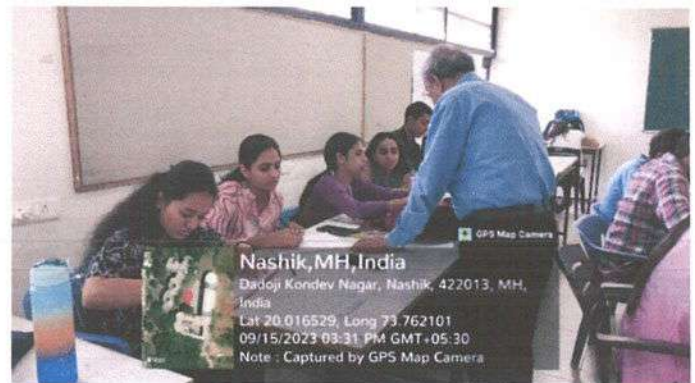 GPS Map Camera
Nashik,MH,India
Dadoji Kondev Nagar, Nashik, 422013, MH,
India
Lat 20.016529, Long 73.762101
09/15/2023 03:31 PM GMT+05:30
Note : Captured by GPS Map Camera